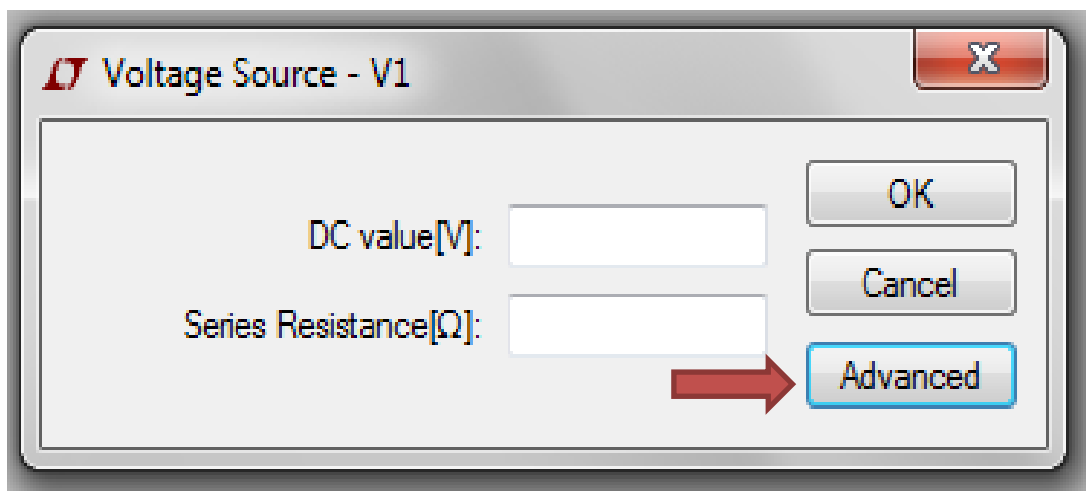 Voltage Source - V1
DC value[V]:
Series Resistance[Ω]:
OK
Cancel
Advanced